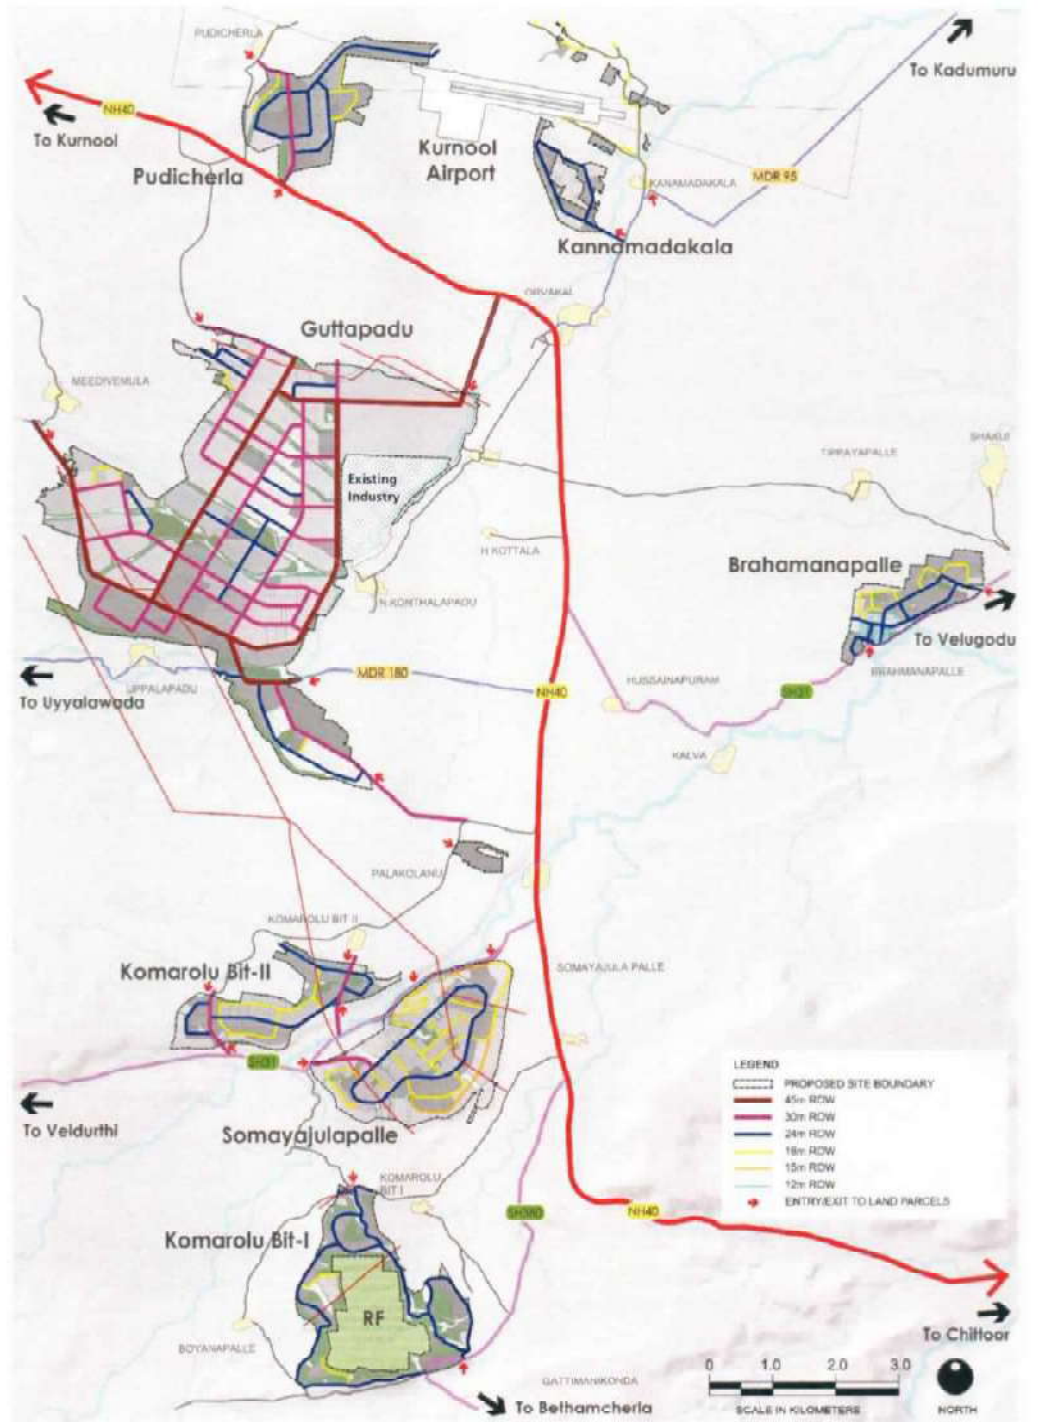 PUDICHERLA
To Kadumuru
NH40
To Kurnool
Kurnool
Airport
Pudicherla
KANAMADAKALA
MDR 95
Kannamadakala
ORVAKAL
Guttapadu
MEEDIVEMULA
Existing
Industry
TIPPAYAPALLE
H KOTTALA
Brahamanapalle
N KONTHALAPADU
To Velugodu
MDR 180
UPPALAPADU
To Uyyalawada
NH40
HUSSAINAPURAM
SH31
BRAHMANAPALLE
KALVA
PALAKOLANU
KOMAROLU BIT II
Komarolu Bit-II
SOMAYAJULA PALLE
SH31
To Veldurthi
Somayajulapalle
LEGEND
PROPOSED SITE BOUNDARY
45m ROW
30m ROW
24m ROW
18m ROW
15m ROW
12m ROW
ENTRY/EXIT TO LAND PARCELS
KOMAROLU
BIT I
SH380
NH40
Komarolu Bit-I
RF
BOYANAPALLE
To Chittoor
GATTIMANIKONDA
To Bethamcherla
0 1.0 2.0 3.0
SCALE IN KILOMETERS
NORTH